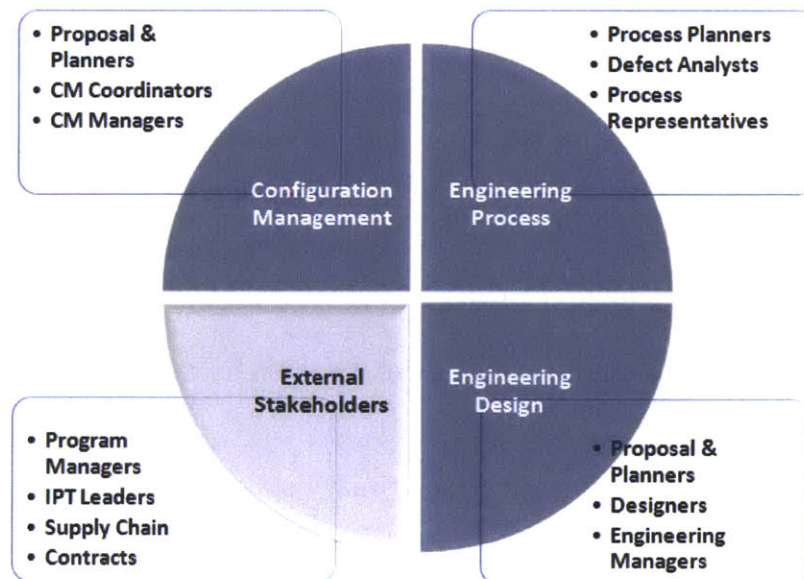 • Proposal &
Planners
• CM Coordinators
• CM Managers
• Process Planners
• Defect Analysts
• Process
Representatives
Configuration
Management
Engineering
Process
External
Stakeholders
Engineering
Design
• Program
Managers
• IPT Leaders
• Supply Chain
• Contracts
• Proposal &
Planners
• Designers
• Engineering
Managers